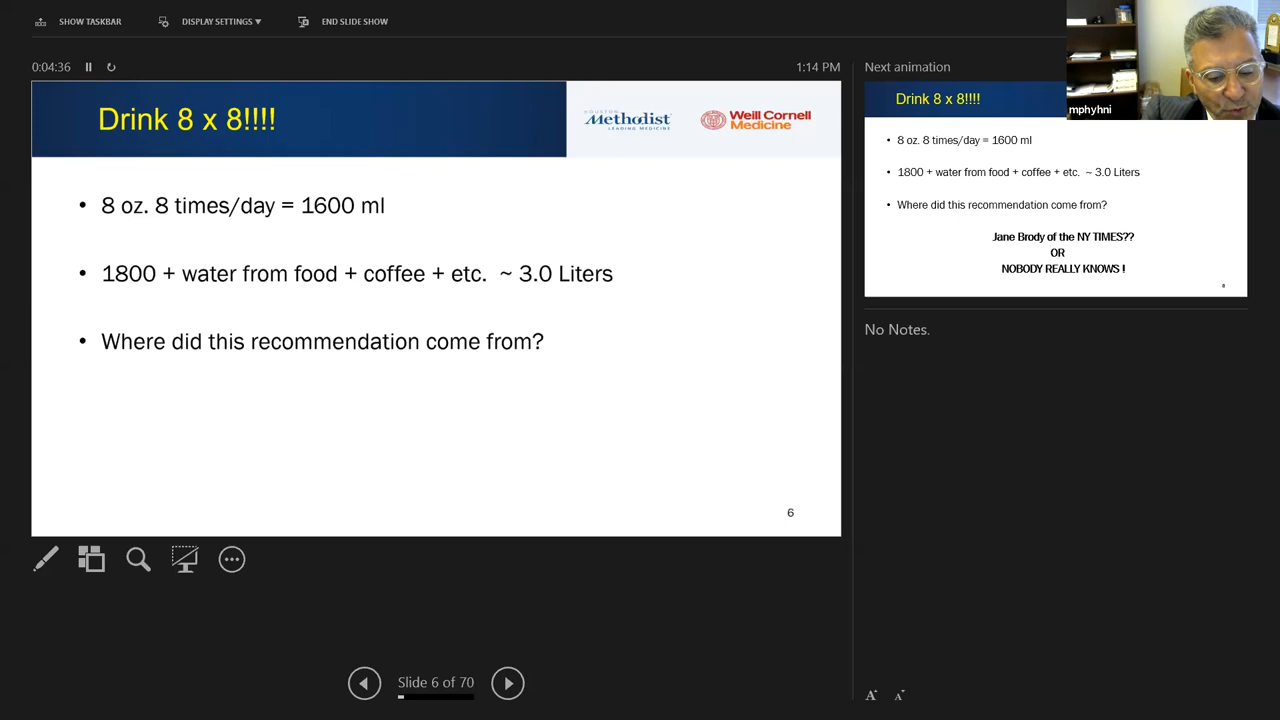 SHOW TASKBAR
DISPLAY SETTINGS ▼
END SLIDE SHOW
0:04:36
1:14 PM
Drink 8 x 8!!!!
HOUSTON
Methodist
LEADING MEDICINE
Weill Cornell
Medicine
• 8 oz. 8 times/day = 1600 ml
• 1800 + water from food + coffee + etc. ~ 3.0 Liters
• Where did this recommendation come from?
6
Slide 6 of 70
Next animation
mphyhni
Drink 8 x 8!!!!
• 8 oz. 8 times/day = 1600 ml
• 1800 + water from food + coffee + etc. ~ 3.0 Liters
• Where did this recommendation come from?
Jane Brody of the NY TIMES??
OR
NOBODY REALLY KNOWS !
No Notes.
A
A